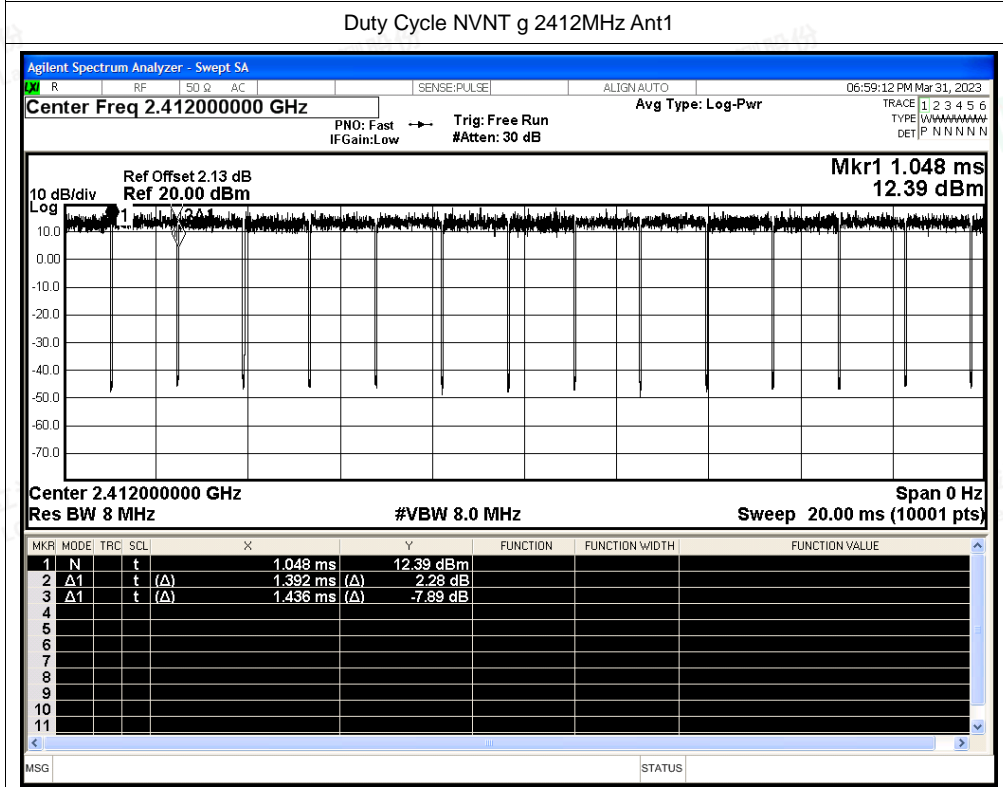 Duty Cycle NVNT g 2412MHz Ant1
Agilent Spectrum Analyzer - Swept SA
LXI R RF 50 Ω AC SENSE:PULSE ALIGN AUTO 06:59:12 PM Mar 31, 2023
Center Freq 2.412000000 GHz Avg Type: Log-Pwr TRACE 1 2 3 4 5 6
PNO: Fast Trig: Free Run TYPE W
IFGain:Low #Atten: 30 dB DET P N N N N N
Mkr1 1.048 ms
Ref Offset 2.13 dB
10 dB/div Ref 20.00 dBm 12.39 dBm
Log
1 2Δ1
10.0
0.00
-10.0
-20.0
-30.0
-40.0
-50.0
-60.0
-70.0
Center 2.412000000 GHz Span 0 Hz
Res BW 8 MHz #VBW 8.0 MHz Sweep 20.00 ms (10001 pts)
MKR MODE TRC SCL X Y FUNCTION FUNCTION WIDTH FUNCTION VALUE
1 N t 1.048 ms 12.39 dBm
2 Δ1 t (Δ) 1.392 ms (Δ) 2.28 dB
3 Δ1 t (Δ) 1.436 ms (Δ) -7.89 dB
4
5
6
7
8
9
10
11
MSG STATUS